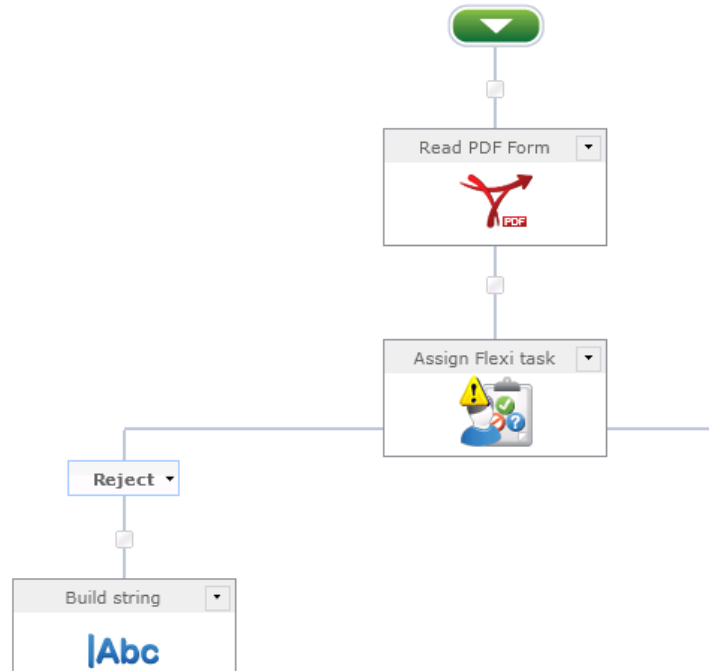 Read PDF Form
PDF
Assign Flexi task
Reject
Build string
Abc